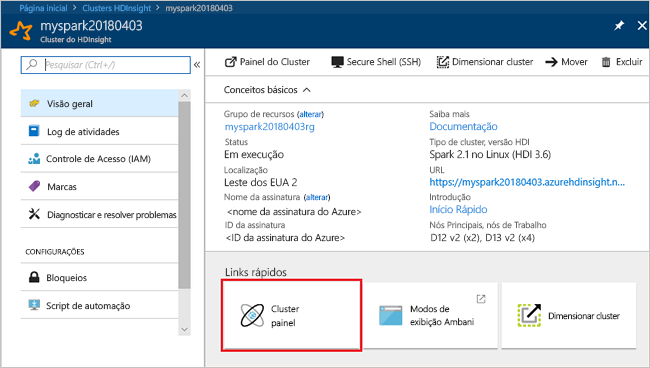 Página inicial > Clusters HDInsight > myspark20180403
myspark20180403
Cluster do HDInsight
Pesquisar (Ctrl+/)
Visão geral
Log de atividades
Controle de Acesso (IAM)
Marcas
Diagnosticar e resolver problemas
CONFIGURAÇÕES
Bloqueios
Script de automação
Painel do Cluster
Secure Shell (SSH)
Dimensionar cluster
Mover
Excluir
Conceitos básicos
Grupo de recursos (alterar)
myspark20180403rg
Status
Em execução
Localização
Leste dos EUA 2
Nome da assinatura (alterar)
<nome da assinatura do Azure>
ID da assinatura
<ID da assinatura do Azure>
Saiba mais
Documentação
Tipo de cluster, versão HDI
Spark 2.1 no Linux (HDI 3.6)
URL
https://myspark20180403.azurehdinsight.n...
Introdução
Início Rápido
Nós Principais, nós de Trabalho
D12 v2 (x2), D13 v2 (x4)
Links rápidos
Cluster
painel
Modos de
exibição Ambani
Dimensionar cluster